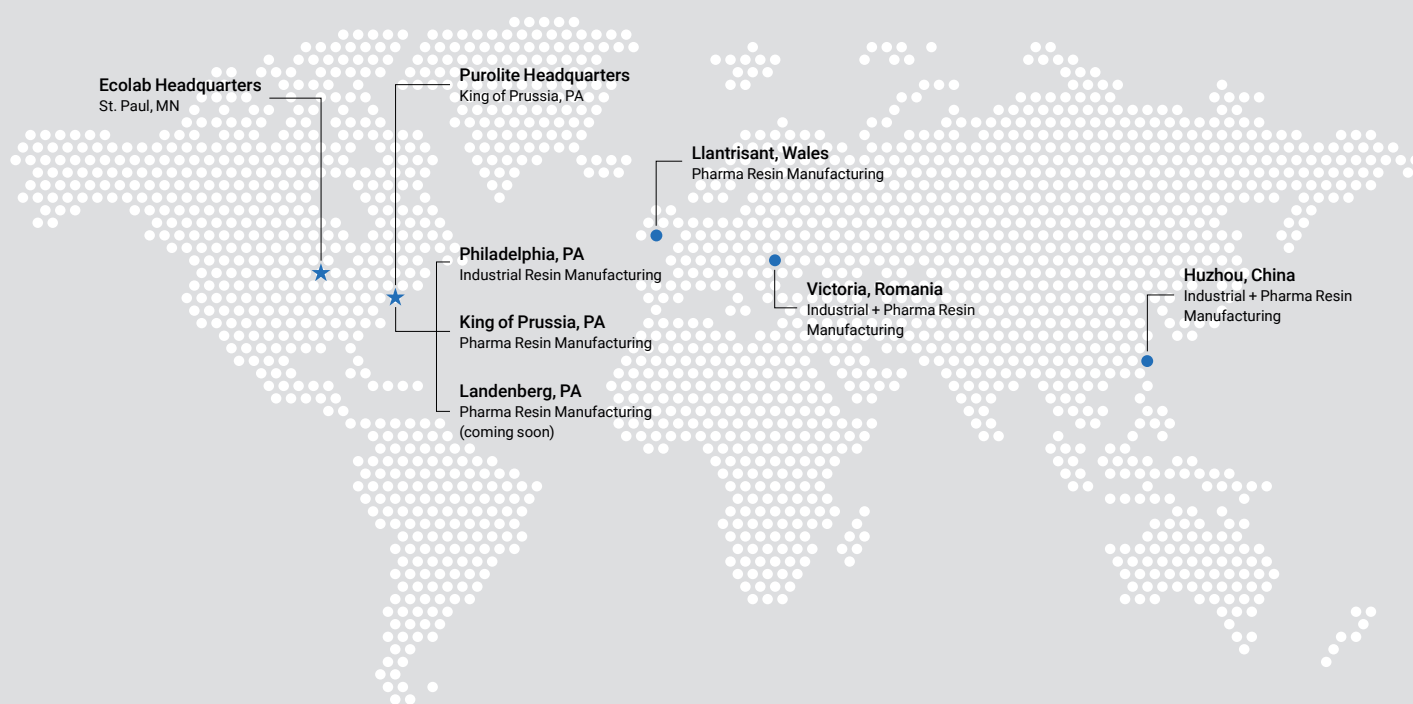 Ecolab Headquarters
St. Paul, MN
Purolite Headquarters
King of Prussia, PA
Llantrisant, Wales
Pharma Resin Manufacturing
Philadelphia, PA
Industrial Resin Manufacturing
King of Prussia, PA
Pharma Resin Manufacturing
Landenberg, PA
Pharma Resin Manufacturing
(coming soon)
Victoria, Romania
Industrial + Pharma Resin
Manufacturing
Huzhou, China
Industrial + Pharma Resin
Manufacturing